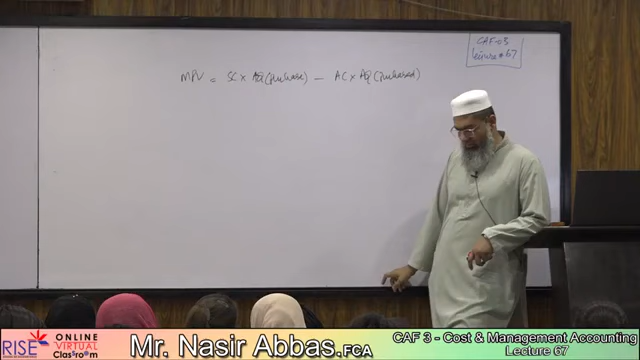 CAF-3
Lecture # 67
MPV = SC x AQ (purchase) - AC x AQ (purchased)
RISE
ONLINE
VIRTUAL
Classroom
Mr. Nasir Abbas.FCA
CAF 3 - Cost & Management Accounting
Lecture 67